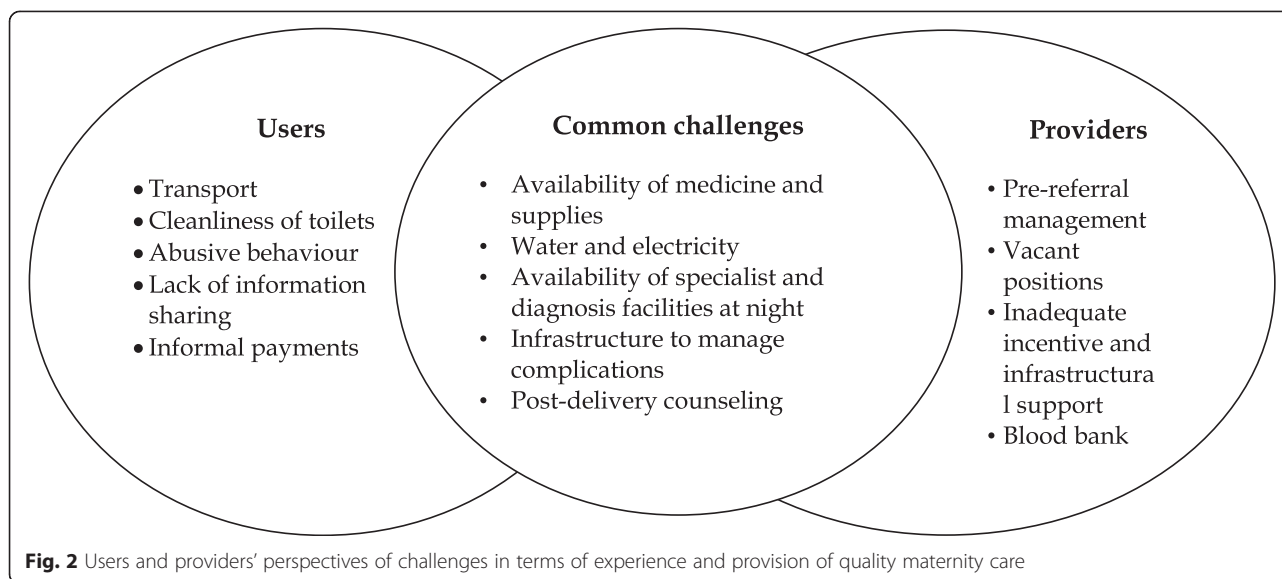 Users
• Transport
• Cleanliness of toilets
• Abusive behaviour
• Lack of information
sharing
• Informal payments
Common challenges
• Availability of medicine and
supplies
• Water and electricity
• Availability of specialist and
diagnosis facilities at night
• Infrastructure to manage
complications
• Post-delivery counseling
Providers
• Pre-referral
management
• Vacant
positions
• Inadequate
incentive and
infrastructura
l support
• Blood bank
Fig. 2 Users and providers’ perspectives of challenges in terms of experience and provision of quality maternity care